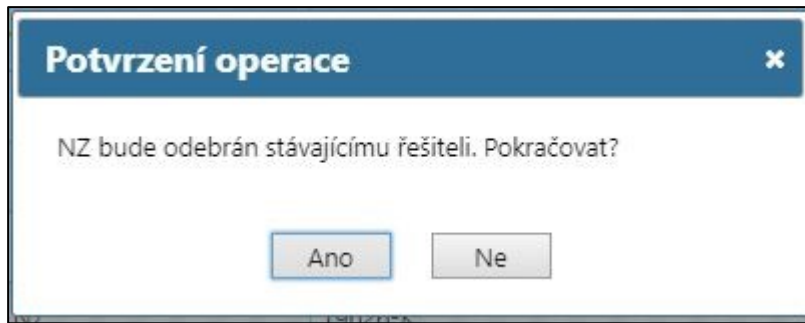 Potvrzení operace
NZ bude odebrán stávajícímu řešiteli. Pokračovat?
Ano
Ne